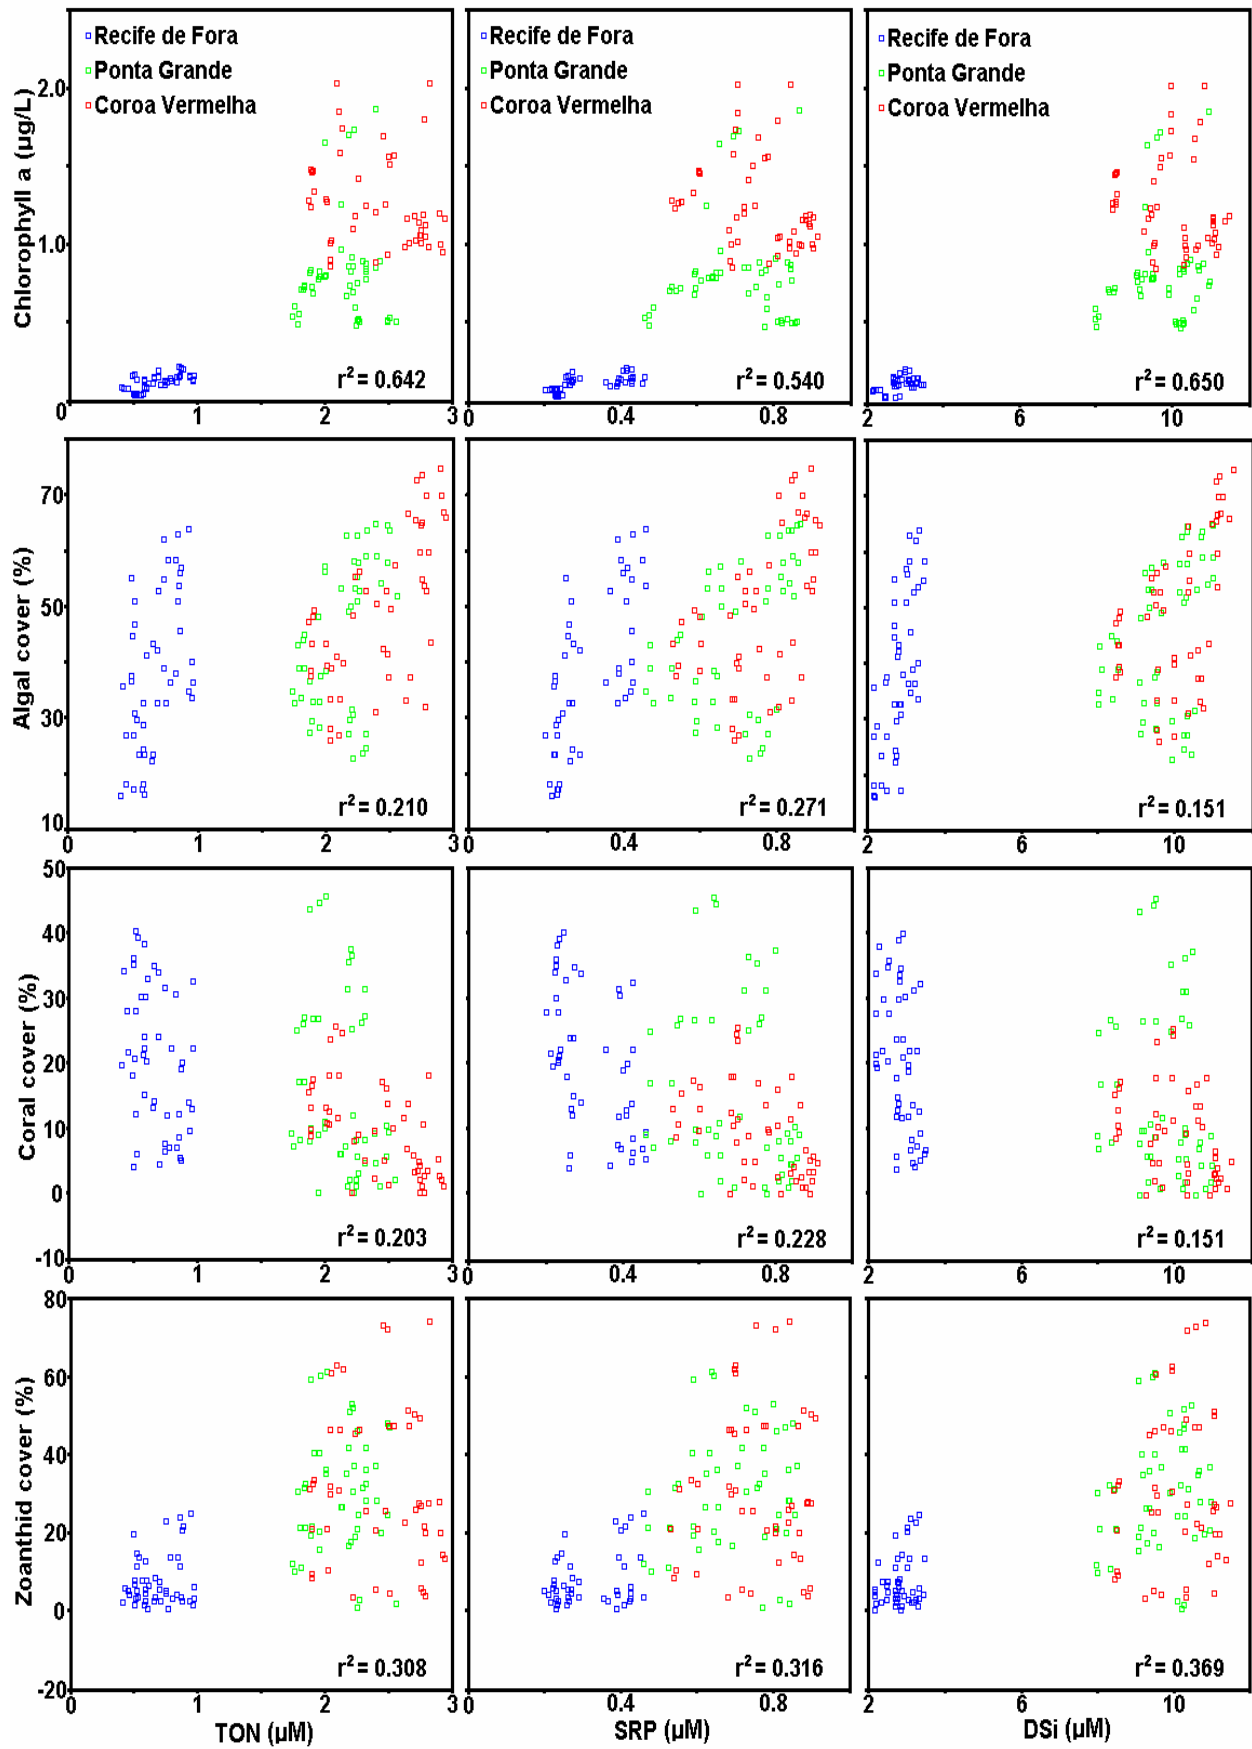 Recife de Fora
Ponta Grande
Coroa Vermelha
Recife de Fora
Ponta Grande
Coroa Vermelha
Recife de Fora
Ponta Grande
Coroa Vermelha
Chlorophyll a (µg/L)
2.0
1.0
0
r² = 0.642
r² = 0.540
r² = 0.650
0 1 2 3
0 0.4 0.8
2 6 10
Algal cover (%)
70
50
30
10
r² = 0.210
r² = 0.271
r² = 0.151
0 1 2 3
0 0.4 0.8
2 6 10
Coral cover (%)
50
40
30
20
10
0
-10
r² = 0.203
r² = 0.228
r² = 0.151
0 1 2 3
0 0.4 0.8
2 6 10
Zoanthid cover (%)
80
60
40
20
0
-20
r² = 0.308
r² = 0.316
r² = 0.369
0 1 2 3
0 0.4 0.8
2 6 10
TON (µM)
SRP (µM)
DSi (µM)